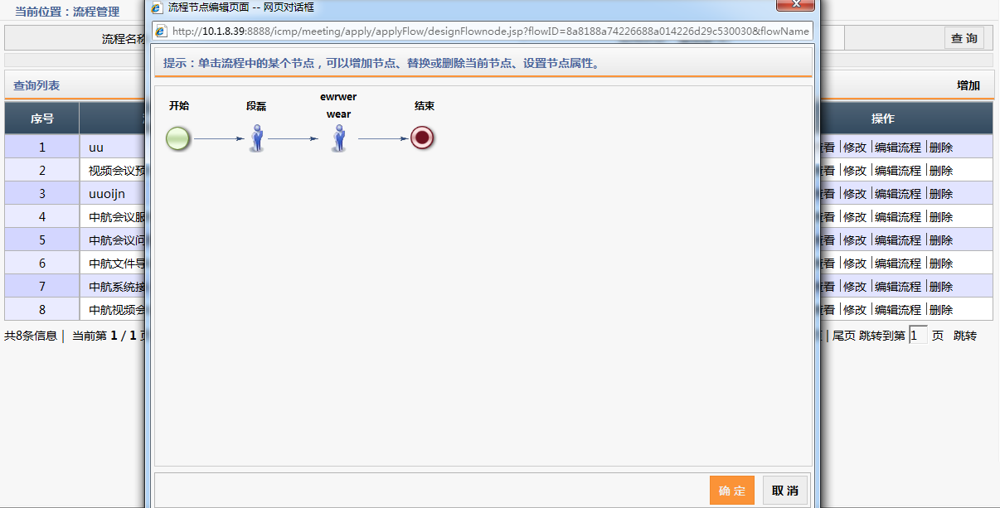 当前位置：流程管理
流程节点编辑页面 -- 网页对话框
http://10.1.8.39:8888/icmp/meeting/apply/applyFlow/designFlownode.jsp?flowID=8a8188a74226688a014226d29c530030&flowName
流程名称
查 询
提示：单击流程中的某个节点，可以增加节点、替换或删除当前节点、设置节点属性。
查询列表
增加
开始
段磊
ewrwer
wear
结束
序号
操作
1 uu 查看 | 修改 | 编辑流程 | 删除
2 视频会议预 查看 | 修改 | 编辑流程 | 删除
3 uuoijn 查看 | 修改 | 编辑流程 | 删除
4 中航会议服 查看 | 修改 | 编辑流程 | 删除
5 中航会议问 查看 | 修改 | 编辑流程 | 删除
6 中航文件导 查看 | 修改 | 编辑流程 | 删除
7 中航系统接 查看 | 修改 | 编辑流程 | 删除
8 中航视频会 查看 | 修改 | 编辑流程 | 删除
共8条信息 | 当前第 1 / 1 页
| 尾页 跳转到第 1 页 跳转
确 定
取 消